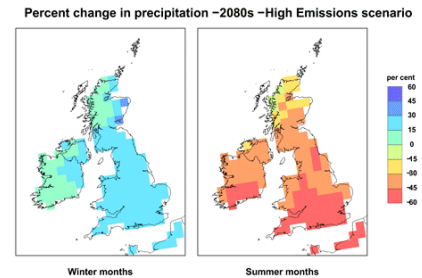 Percent change in precipitation −2080s −High Emissions scenario
per cent
60
45
30
15
0
-15
-30
-45
-60
Winter months
Summer months